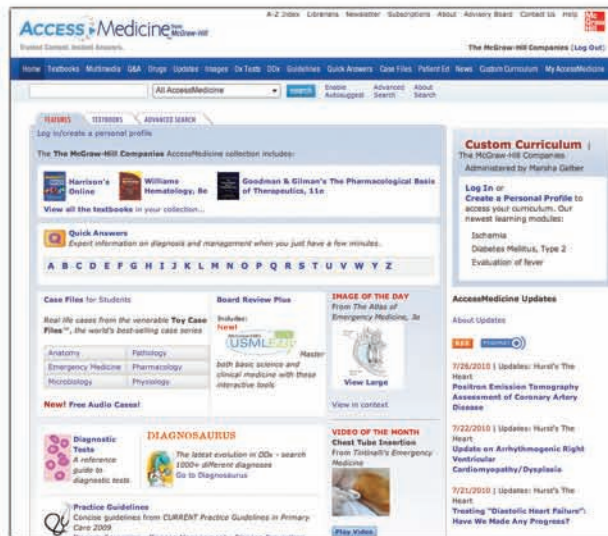 A-Z Index Librarians Newsletter Subscriptions About Advisory Board Contact Us Help
Mc Graw Hill
ACCESS Medicine from McGraw-Hill
Trusted Content. Instant Answers.
The McGraw-Hill Companies (Log Out)
Home Textbooks Multimedia Q&A Drugs Updates Images Dx Tests DDx Guidelines Quick Answers Case Files Patient Ed News Custom Curriculum My AccessMedicine
All AccessMedicine search Enable Autosuggest Advanced Search About Search
FEATURES TEXTBOOKS ADVANCED SEARCH
Log in/create a personal profile
The The McGraw-Hill Companies AccessMedicine collection includes:
Harrison's Online
Williams Hematology, 8e
Goodman & Gilman's The Pharmacological Basis of Therapeutics, 11e
View all the textbooks in your collection...
Quick Answers
Expert information on diagnosis and management when you just have a few minutes.
A B C D E F G H I J K L M N O P Q R S T U V W Y Z
Case Files for Students
Real life cases from the venerable Toy Case
Files™, the world's best-selling case series
Anatomy Pathology
Emergency Medicine Pharmacology
Microbiology Physiology
New! Free Audio Cases!
Board Review Plus
Includes:
New!
USMLEasy
Master
both basic science and
clinical medicine with these
interactive tools
IMAGE OF THE DAY
From The Atlas of
Emergency Medicine, 3e
View Large
View in context
Diagnostic
Tests
A reference
guide to
diagnostic tests
DIAGNOSAURUS
The latest evolution in DDx - search
1000+ different diagnoses
Go to Diagnosaurus
VIDEO OF THE MONTH
Chest Tube Insertion
From Tintinalli's Emergency
Medicine
Play Video
Practice Guidelines
Concise guidelines from CURRENT Practice Guidelines in Primary
Care 2009
Custom Curriculum |
The McGraw-Hill Companies
Administered by Marsha Gelber
Log In or
Create a Personal Profile to
access your curriculum. Our
newest learning modules:
Ischemia
Diabetes Mellitus, Type 2
Evaluation of fever
AccessMedicine Updates
About Updates
RSS
7/26/2010 | Updates: Hurst's The
Heart
Positron Emission Tomography
Assessment of Coronary Artery
Disease
7/22/2010 | Updates: Hurst's The
Heart
Update on Arrhythmogenic Right
Ventricular
Cardiomyopathy/Dysplasia
7/21/2010 | Updates: Hurst's The
Heart
Treating "Diastolic Heart Failure":
Have We Made Any Progress?